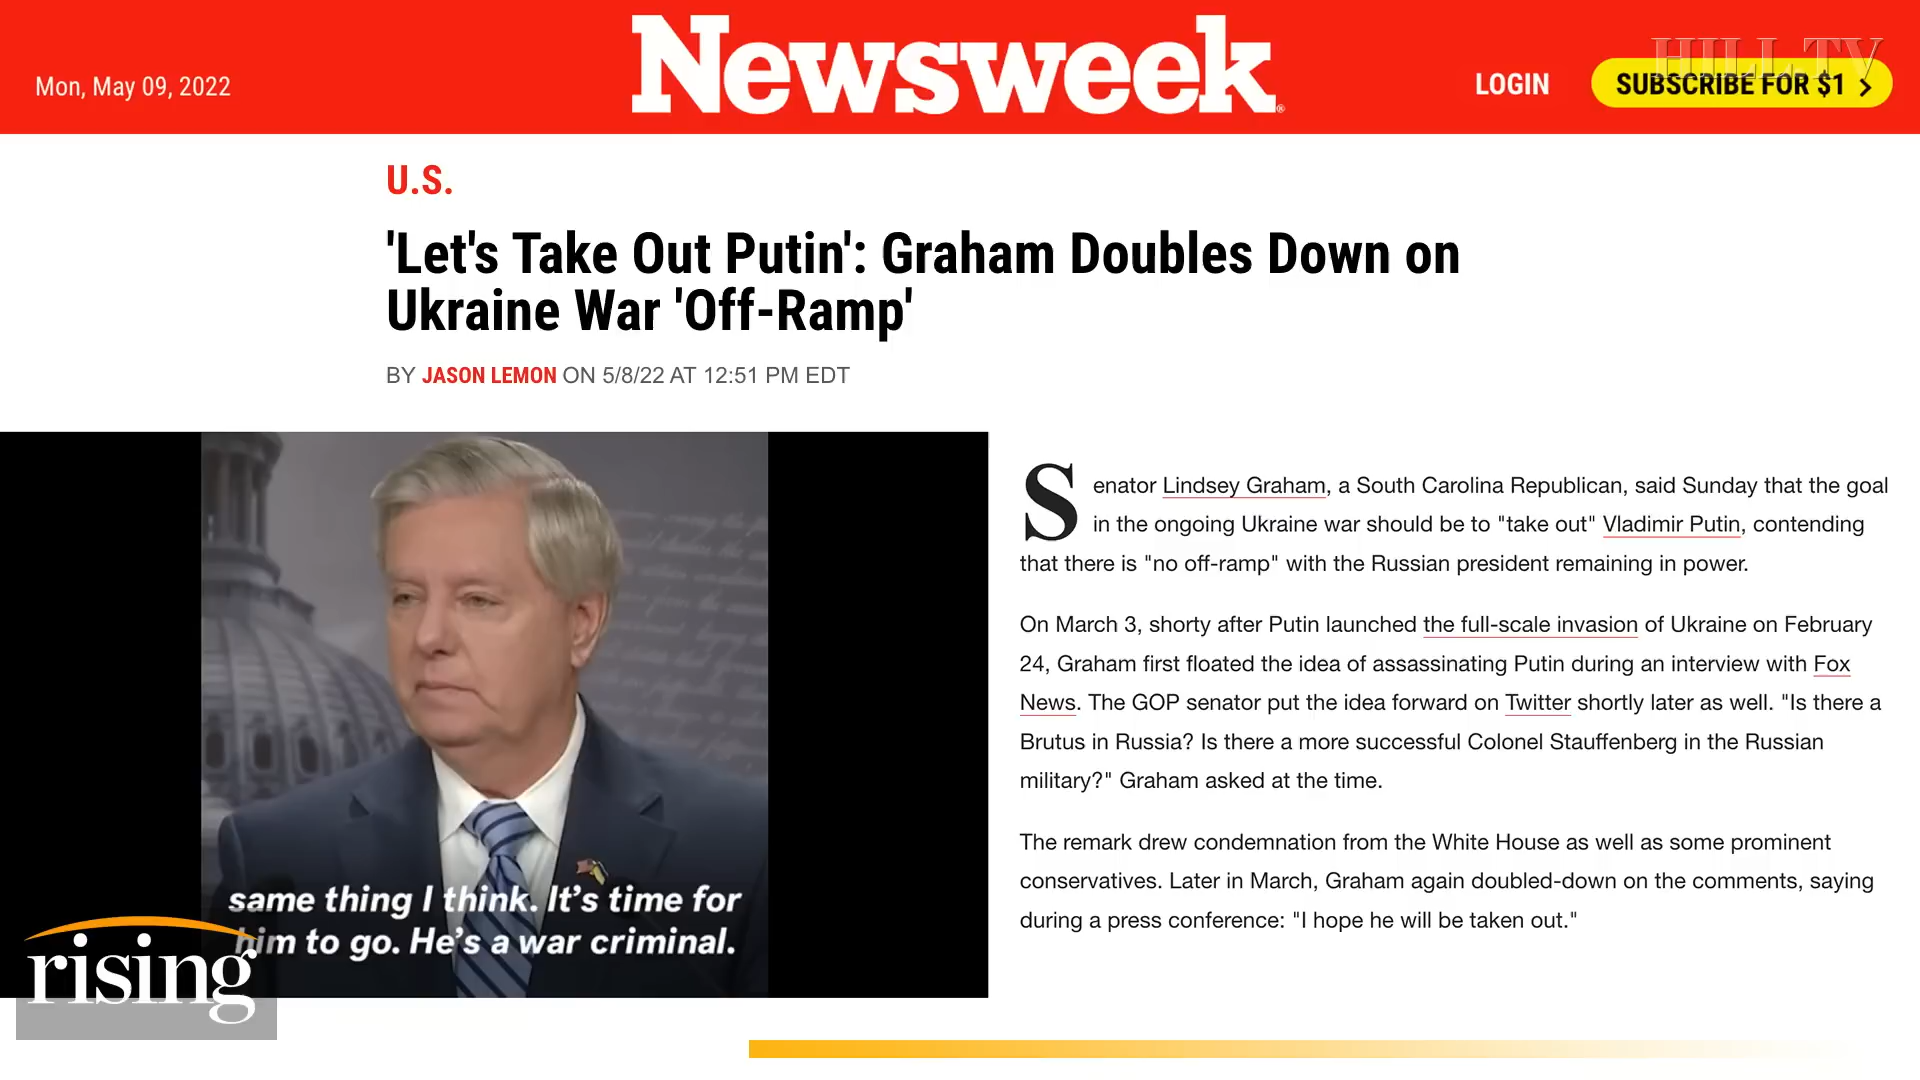 HILL.TV
Mon, May 09, 2022
Newsweek
LOGIN
SUBSCRIBE FOR $1
U.S.
'Let's Take Out Putin': Graham Doubles Down on
Ukraine War 'Off-Ramp'
BY JASON LEMON ON 5/8/22 AT 12:51 PM EDT
same thing I think. It's time for
him to go. He's a war criminal.
rising
Senator Lindsey Graham, a South Carolina Republican, said Sunday that the goal
in the ongoing Ukraine war should be to "take out" Vladimir Putin, contending
that there is "no off-ramp" with the Russian president remaining in power.
On March 3, shorty after Putin launched the full-scale invasion of Ukraine on February
24, Graham first floated the idea of assassinating Putin during an interview with Fox
News. The GOP senator put the idea forward on Twitter shortly later as well. "Is there a
Brutus in Russia? Is there a more successful Colonel Stauffenberg in the Russian
military?" Graham asked at the time.
The remark drew condemnation from the White House as well as some prominent
conservatives. Later in March, Graham again doubled-down on the comments, saying
during a press conference: "I hope he will be taken out."